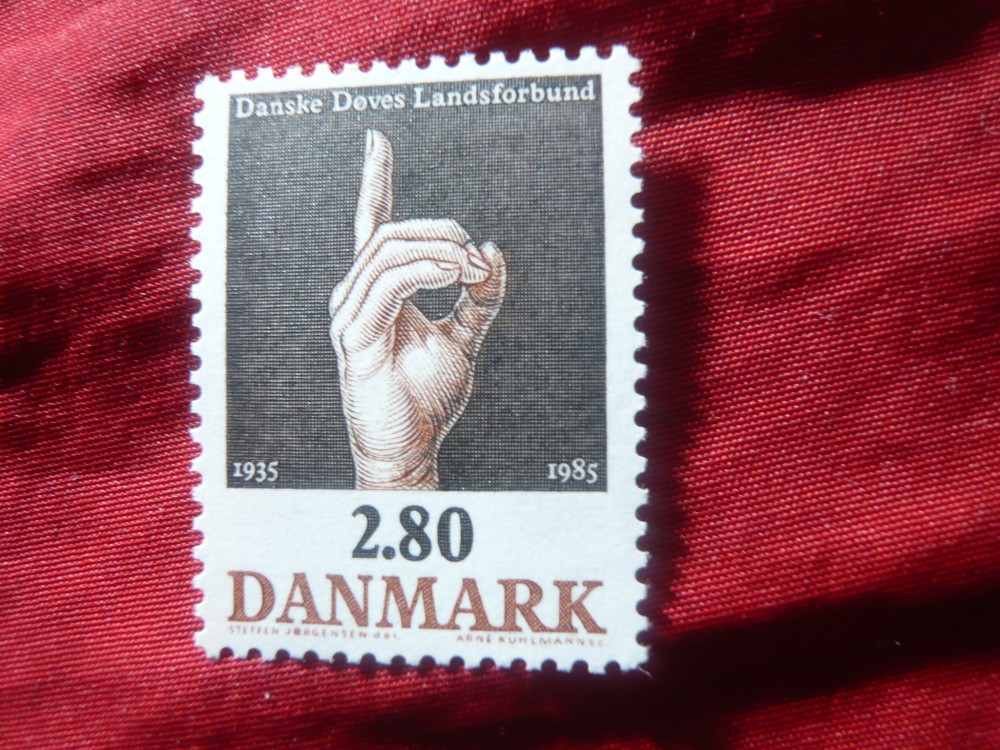 Danske Døves Landsforbund
1935 1985
2.80
DANMARK
STEFFEN JØRGENSEN del. ARNE KÜHLMANN SC.